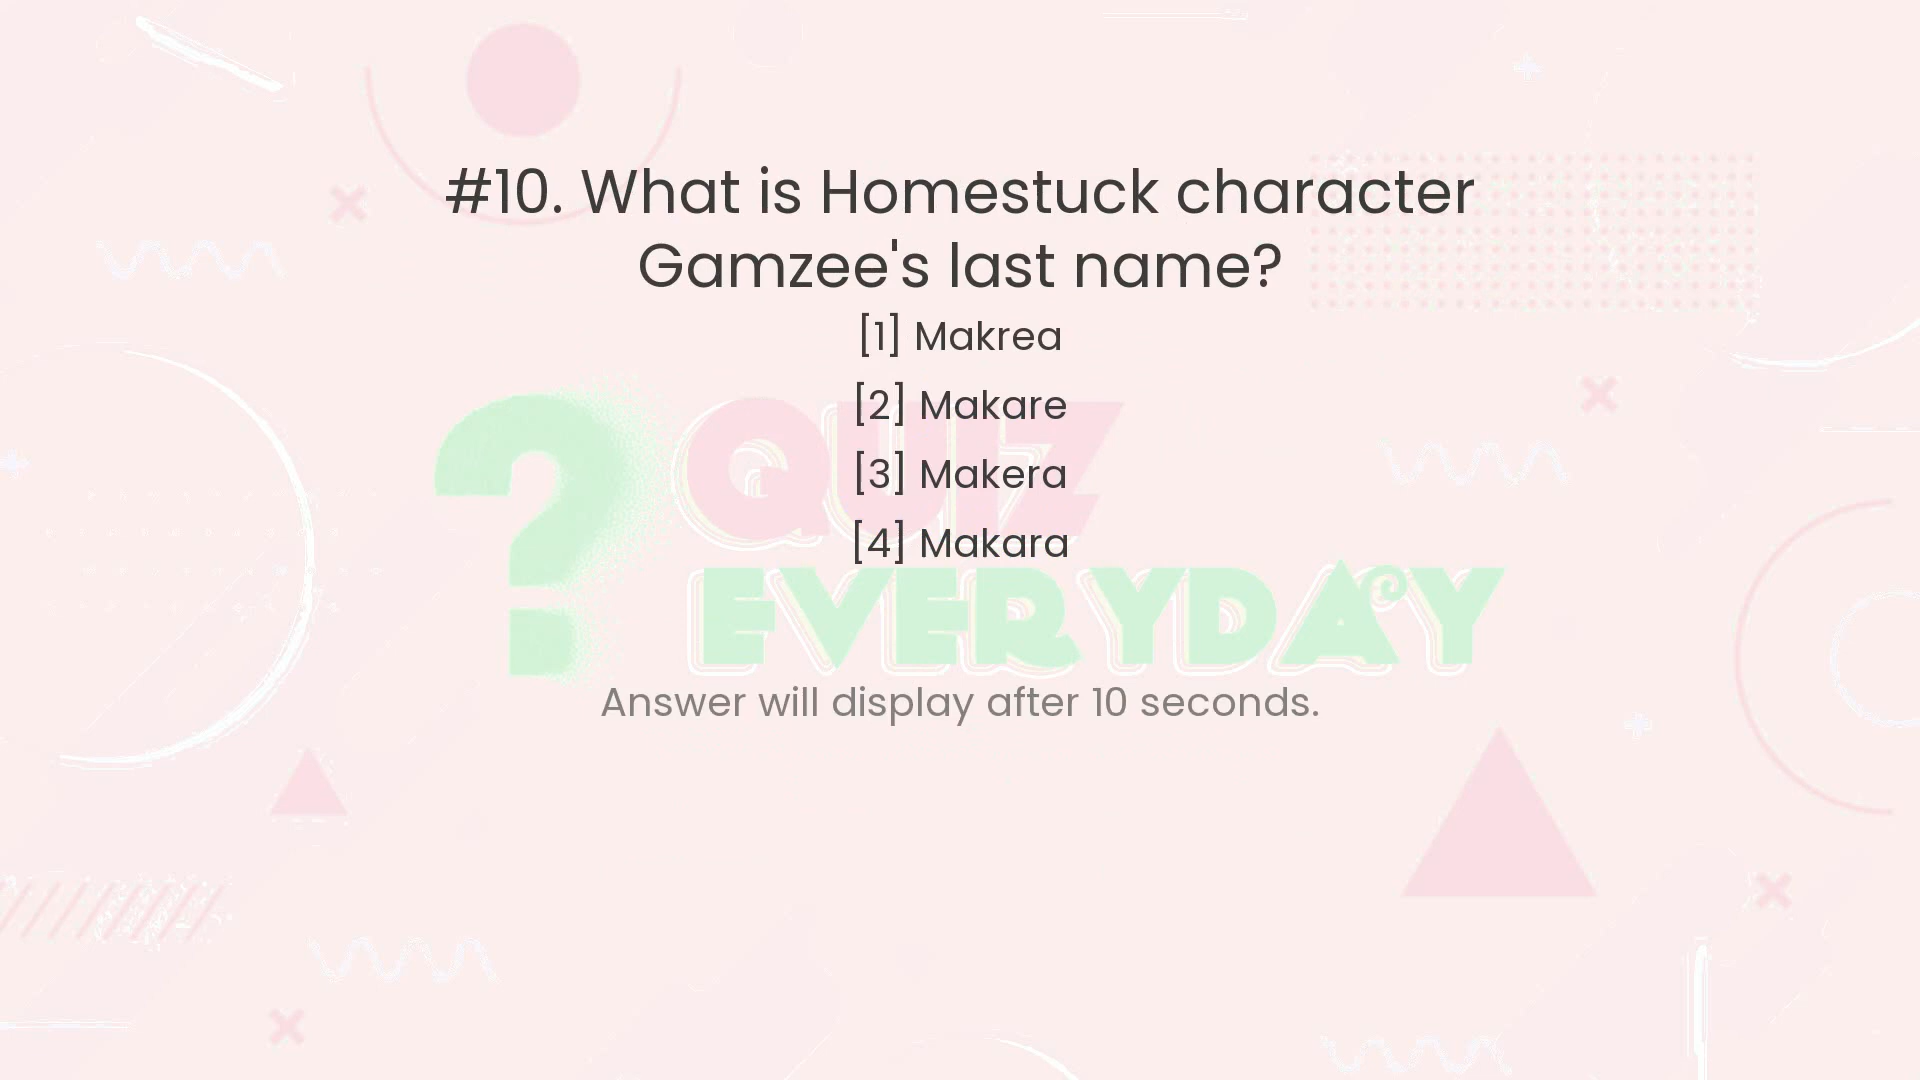 #10. What is Homestuck character
Gamzee's last name?
[1] Makrea
[2] Makare
[3] Makera
[4] Makara
? QUIZ
EVERYDAY
Answer will display after 10 seconds.